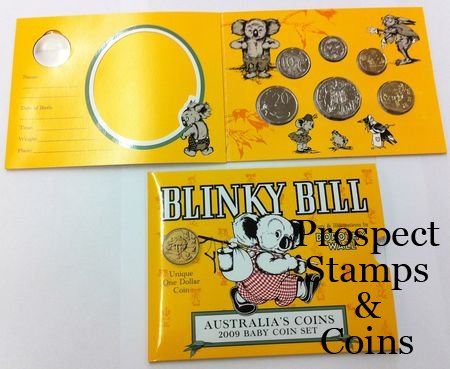 Name:
Date of Birth:
Time:
Weight:
Place:
20
BLINKY BILL
Unique
One Dollar
Coin
AUSTRALIA'S COINS
2009 BABY COIN SET
Prospect
Stamps
&
Coins